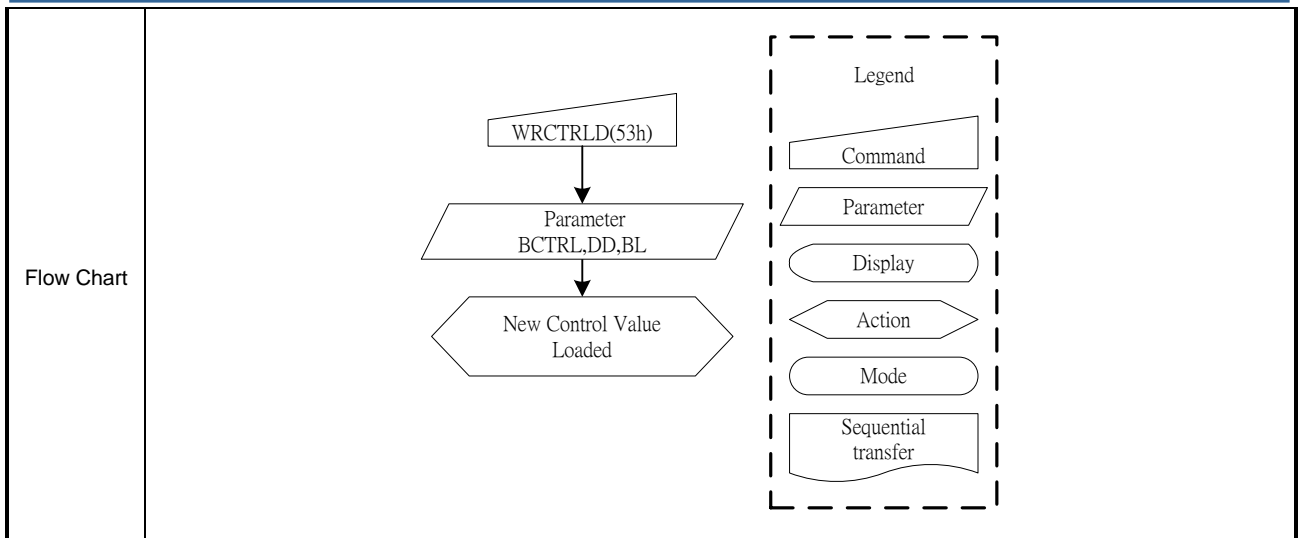 Flow Chart
WRCTRLD(53h)
Parameter
BCTRL,DD,BL
New Control Value
Loaded
Legend
Command
Parameter
Display
Action
Mode
Sequential
transfer